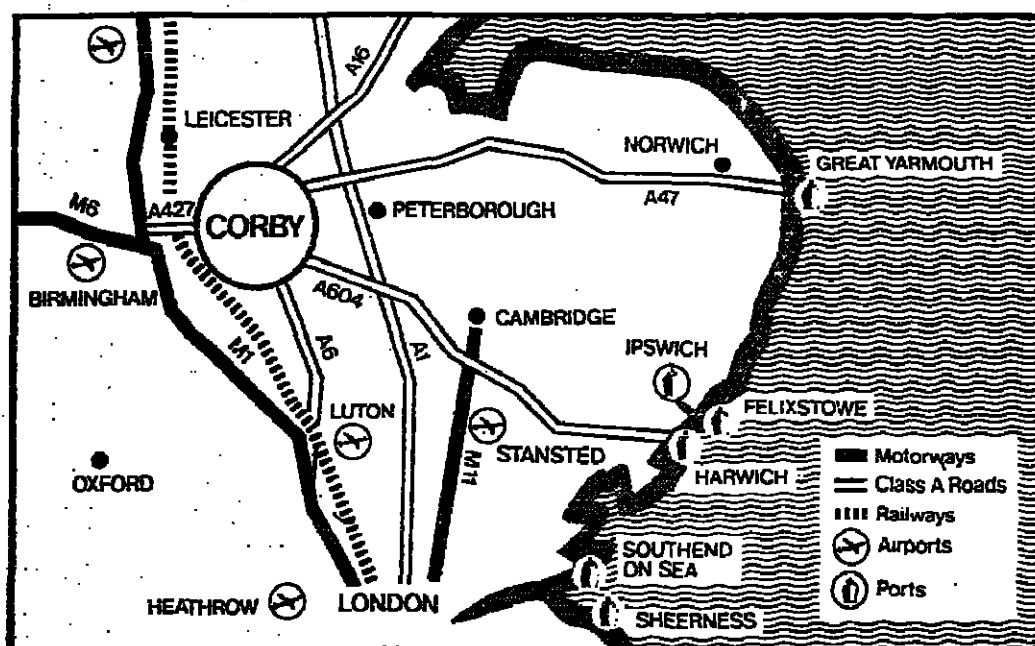 A16
LEICESTER
NORWICH
GREAT YARMOUTH
A47
M6
A427
CORBY
PETERBOROUGH
BIRMINGHAM
A604
CAMBRIDGE
M1
A6
A1
IPSWICH
LUTON
FELIXSTOWE
STANSTED
M11
HARWICH
OXFORD
Motorways
Class A Roads
Railways
Airports
Ports
SOUTHEND
ON SEA
HEATHROW
LONDON
SHEERNESS